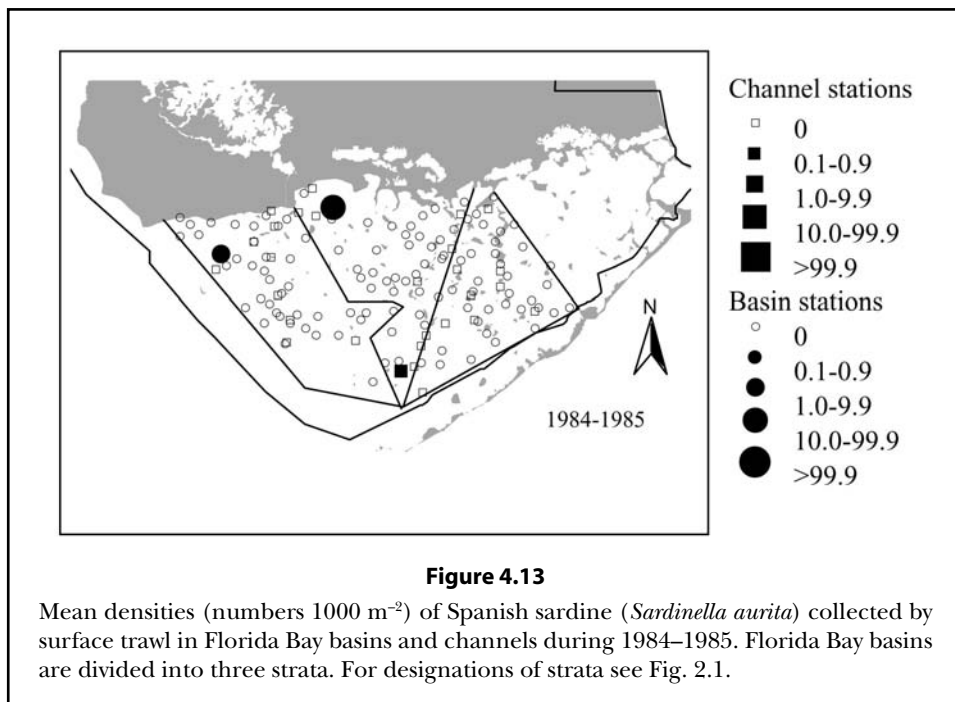 Channel stations
0
0.1-0.9
1.0-9.9
10.0-99.9
>99.9
Basin stations
0
0.1-0.9
1.0-9.9
10.0-99.9
>99.9
N
1984-1985
Figure 4.13
Mean densities (numbers 1000 m⁻²) of Spanish sardine (Sardinella aurita) collected by
surface trawl in Florida Bay basins and channels during 1984–1985. Florida Bay basins
are divided into three strata. For designations of strata see Fig. 2.1.